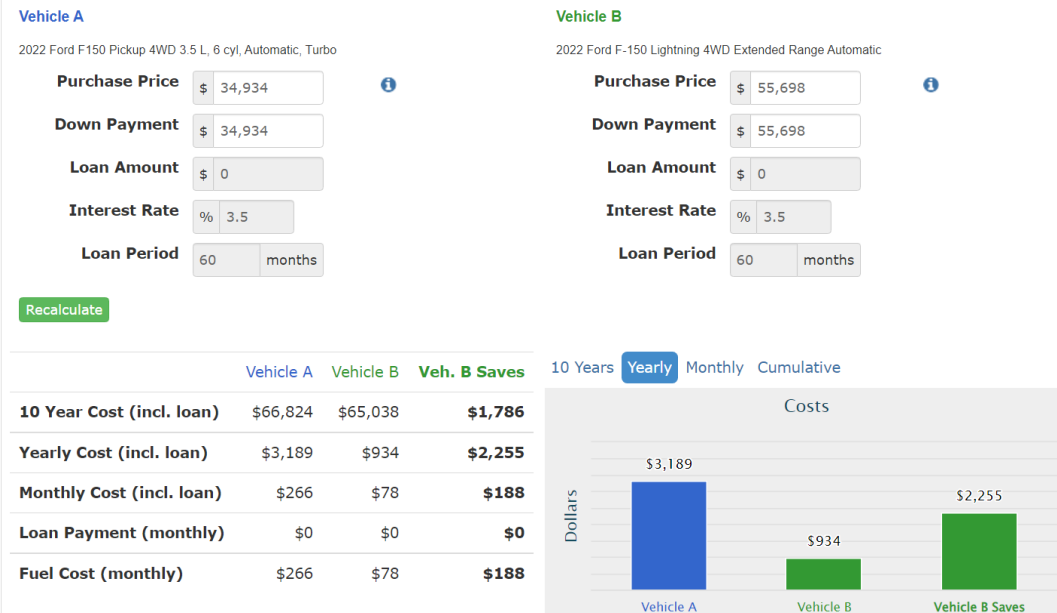 Vehicle A
2022 Ford F150 Pickup 4WD 3.5 L, 6 cyl, Automatic, Turbo
Purchase Price $ 34,934
Down Payment $ 34,934
Loan Amount $ 0
Interest Rate % 3.5
Loan Period 60 months
Recalculate
Vehicle B
2022 Ford F-150 Lightning 4WD Extended Range Automatic
Purchase Price $ 55,698
Down Payment $ 55,698
Loan Amount $ 0
Interest Rate % 3.5
Loan Period 60 months
Vehicle A Vehicle B Veh. B Saves
10 Year Cost (incl. loan) $66,824 $65,038 $1,786
Yearly Cost (incl. loan) $3,189 $934 $2,255
Monthly Cost (incl. loan) $266 $78 $188
Loan Payment (monthly) $0 $0 $0
Fuel Cost (monthly) $266 $78 $188
10 Years Yearly Monthly Cumulative
Costs
Dollars
$3,189
$934
$2,255
Vehicle A Vehicle B Vehicle B Saves